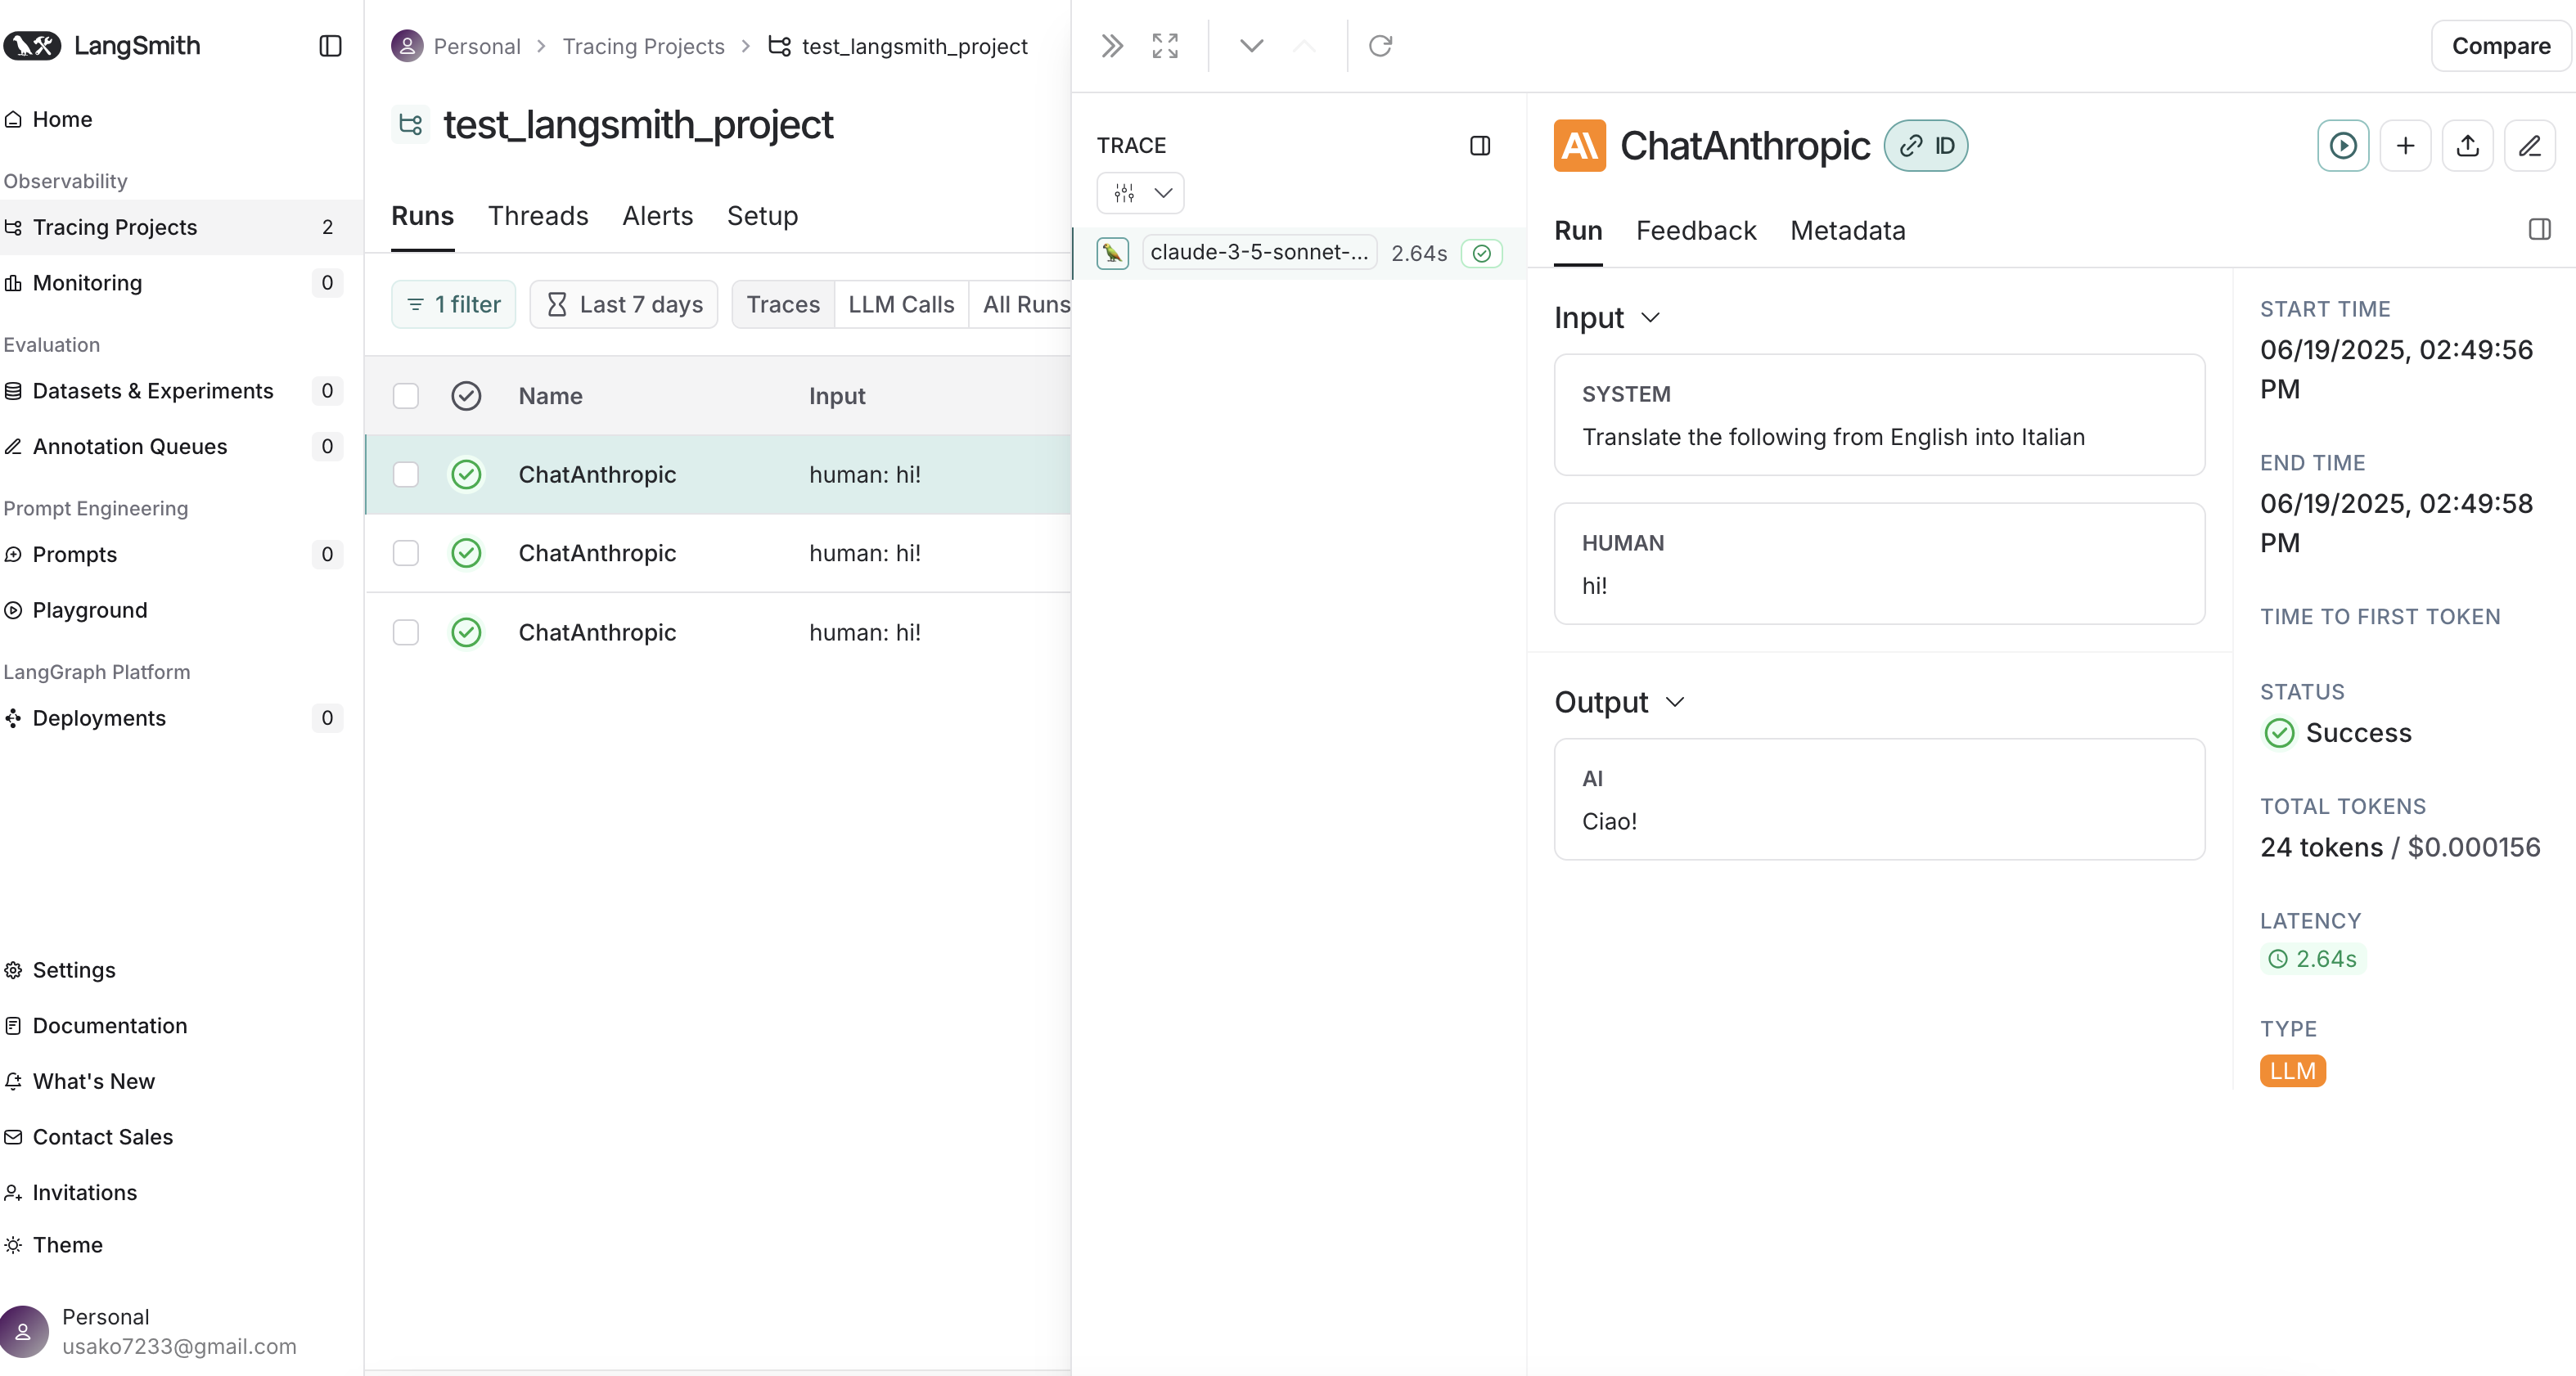 LangSmith
Home
Observability
Tracing Projects 2
Monitoring 0
Evaluation
Datasets & Experiments 0
Annotation Queues 0
Prompt Engineering
Prompts 0
Playground
LangGraph Platform
Deployments 0
Settings
Documentation
What's New
Contact Sales
Invitations
Theme
Personal
usako7233@gmail.com
Personal > Tracing Projects > test_langsmith_project
test_langsmith_project
Runs Threads Alerts Setup
1 filter Last 7 days Traces LLM Calls All Runs
Name Input
ChatAnthropic human: hi!
ChatAnthropic human: hi!
ChatAnthropic human: hi!
Compare
TRACE
claude-3-5-sonnet-... 2.64s
ChatAnthropic ID
Run Feedback Metadata
Input
SYSTEM
Translate the following from English into Italian
HUMAN
hi!
Output
AI
Ciao!
START TIME
06/19/2025, 02:49:56
PM
END TIME
06/19/2025, 02:49:58
PM
TIME TO FIRST TOKEN
STATUS
Success
TOTAL TOKENS
24 tokens / $0.000156
LATENCY
2.64s
TYPE
LLM